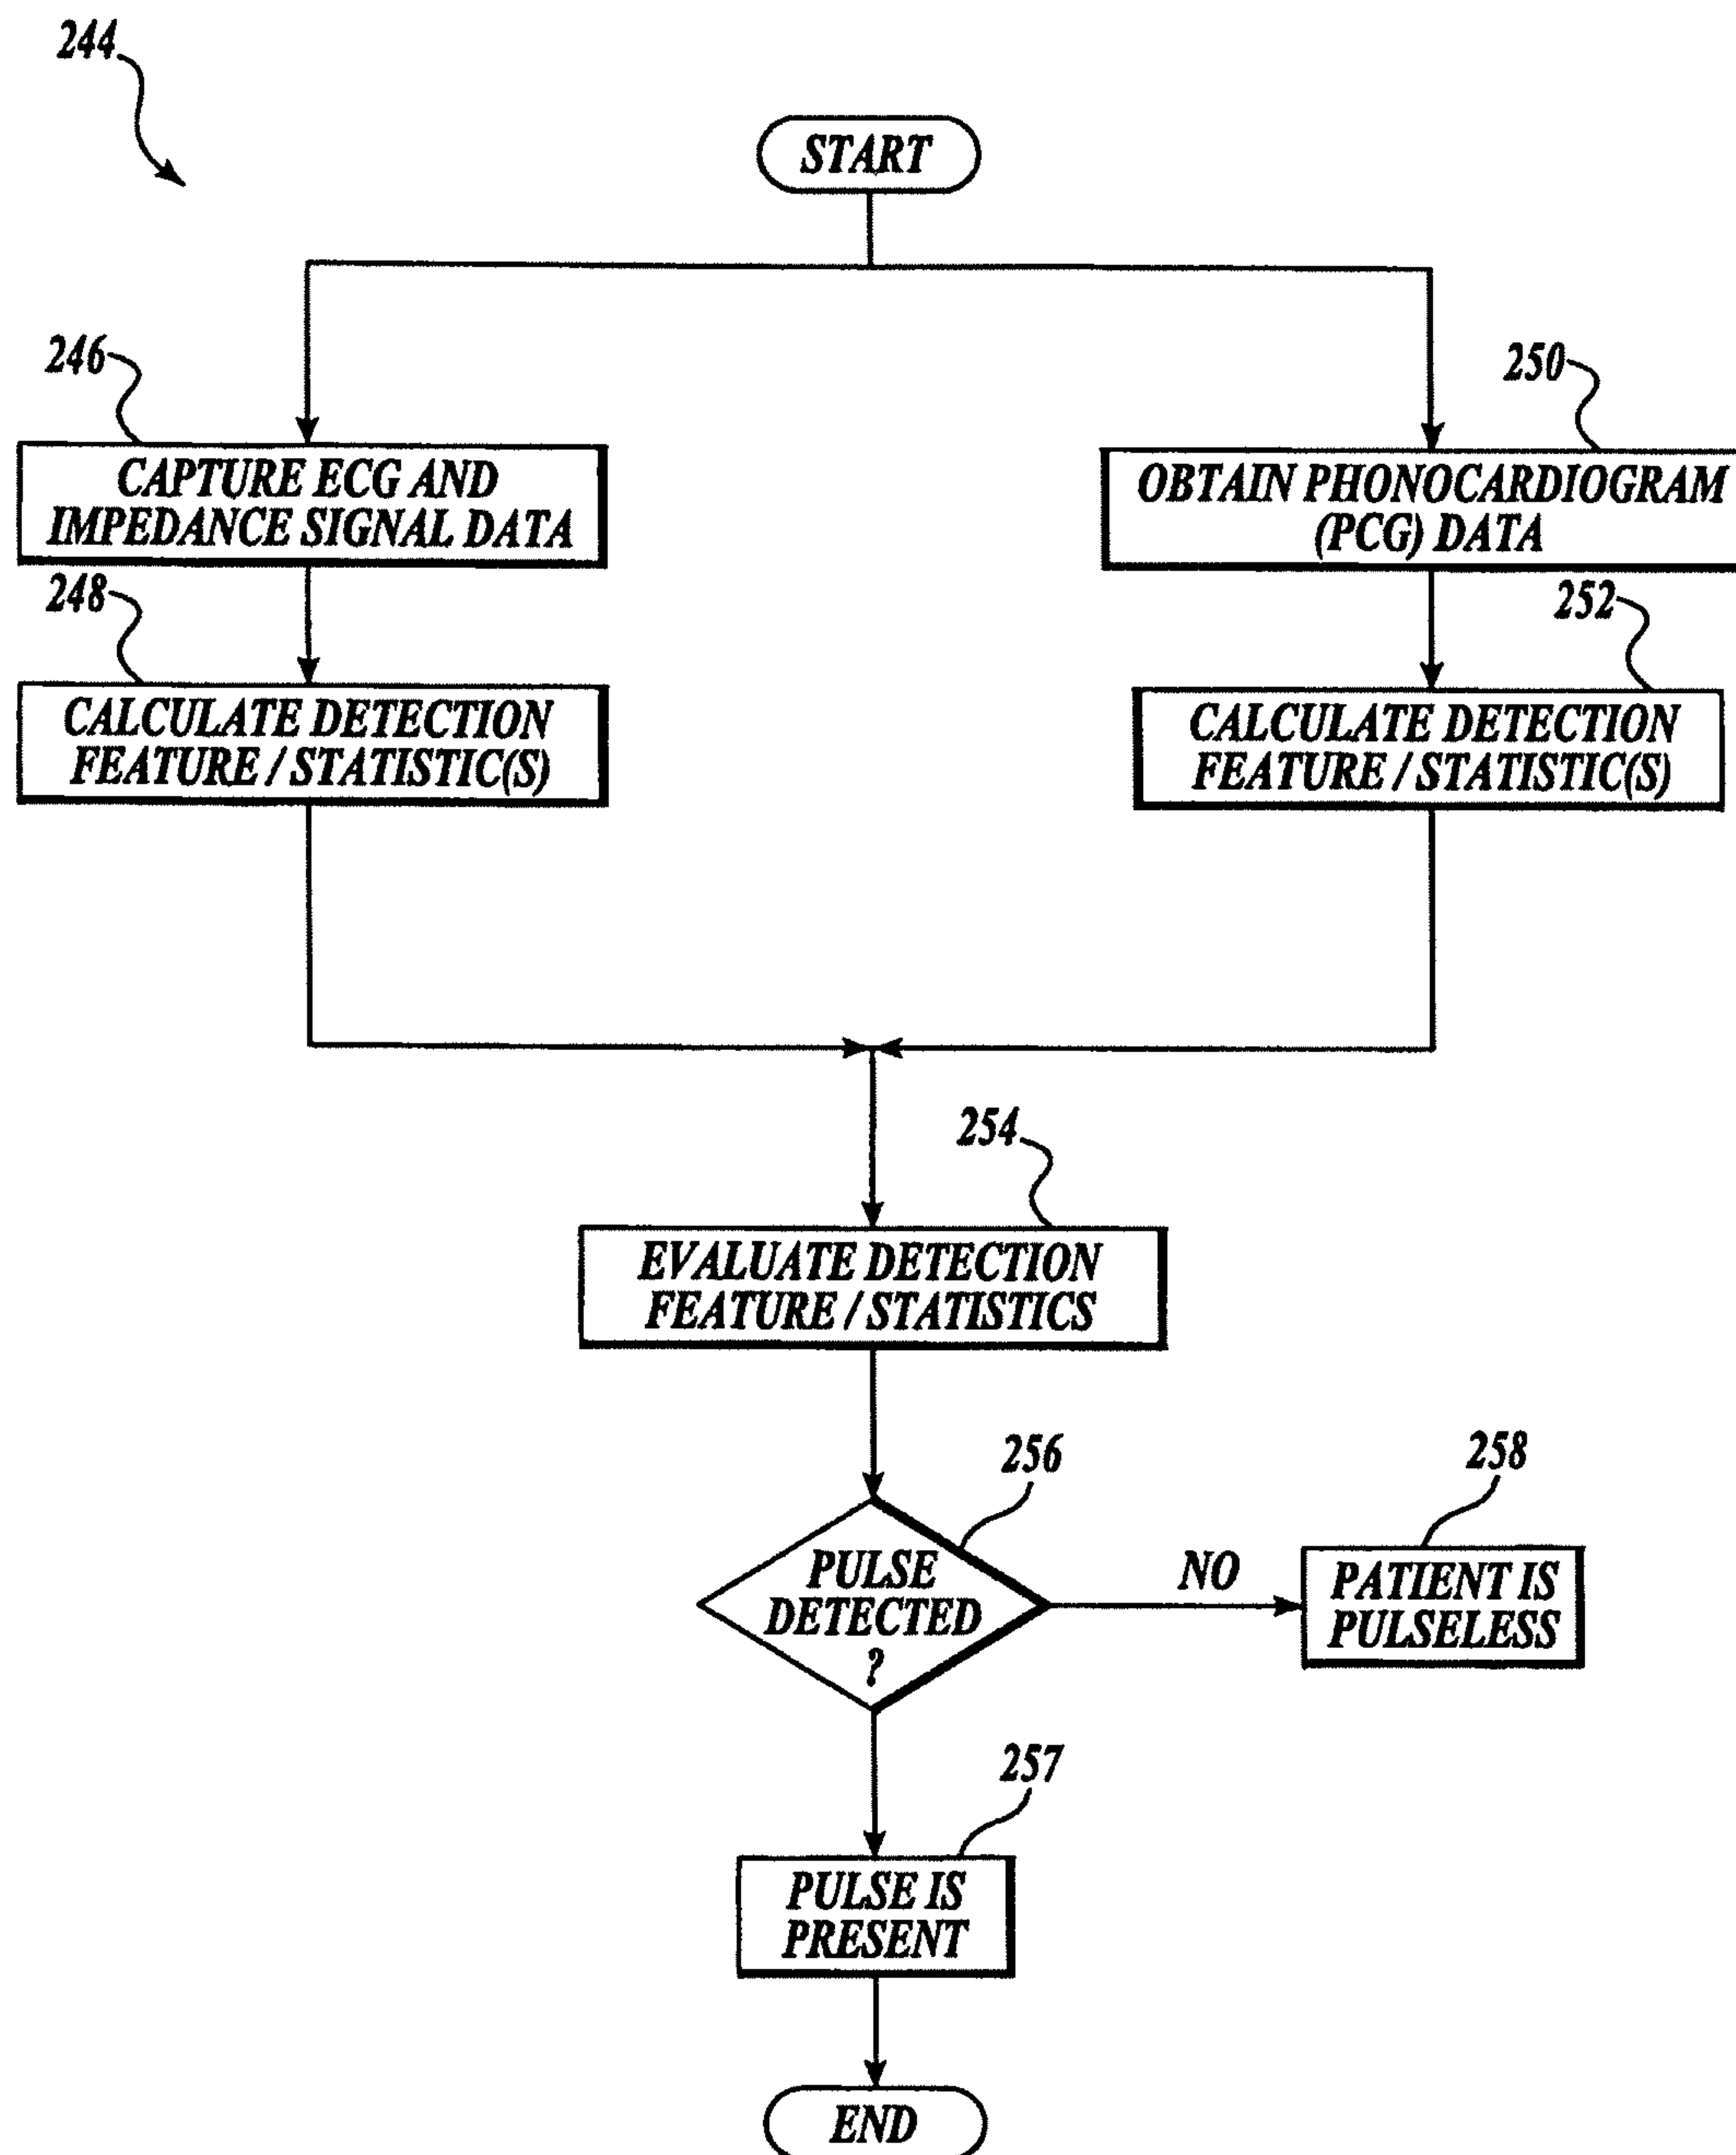 244
START
246
CAPTURE ECG AND
IMPEDANCE SIGNAL DATA
248
CALCULATE DETECTION
FEATURE / STATISTIC(S)
250
OBTAIN PHONOCARDIOGRAM
(PCG) DATA
252
CALCULATE DETECTION
FEATURE / STATISTIC(S)
254
EVALUATE DETECTION
FEATURE / STATISTICS
256
PULSE
DETECTED
?
NO
258
PATIENT IS
PULSELESS
257
PULSE IS
PRESENT
END